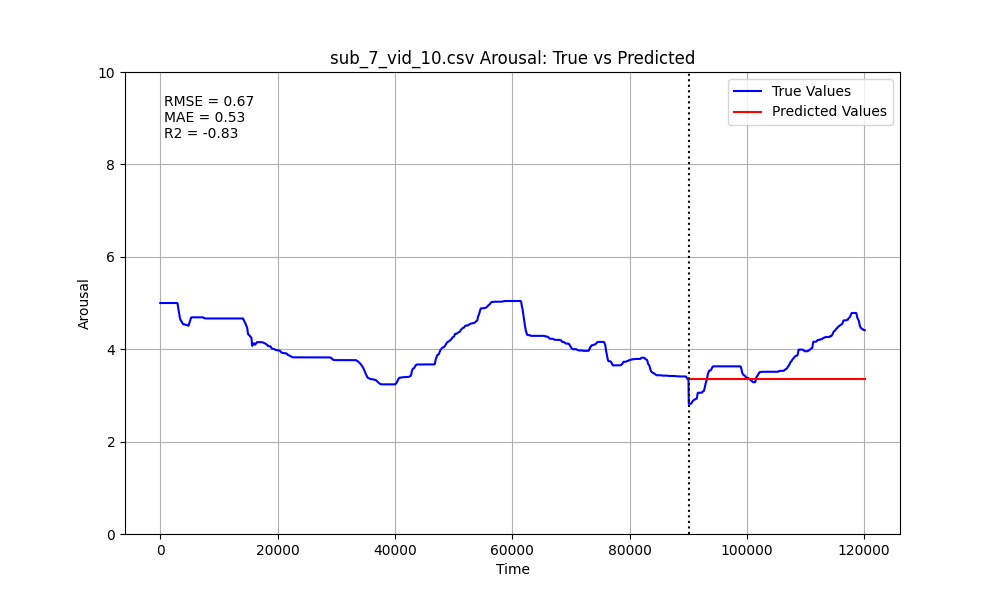 sub_7_vid_10.csv Arousal: True vs Predicted
RMSE = 0.67
MAE = 0.53
R2 = -0.83
True Values
Predicted Values
10
8
6
4
2
0
Arousal
0
20000
40000
60000
80000
100000
120000
Time